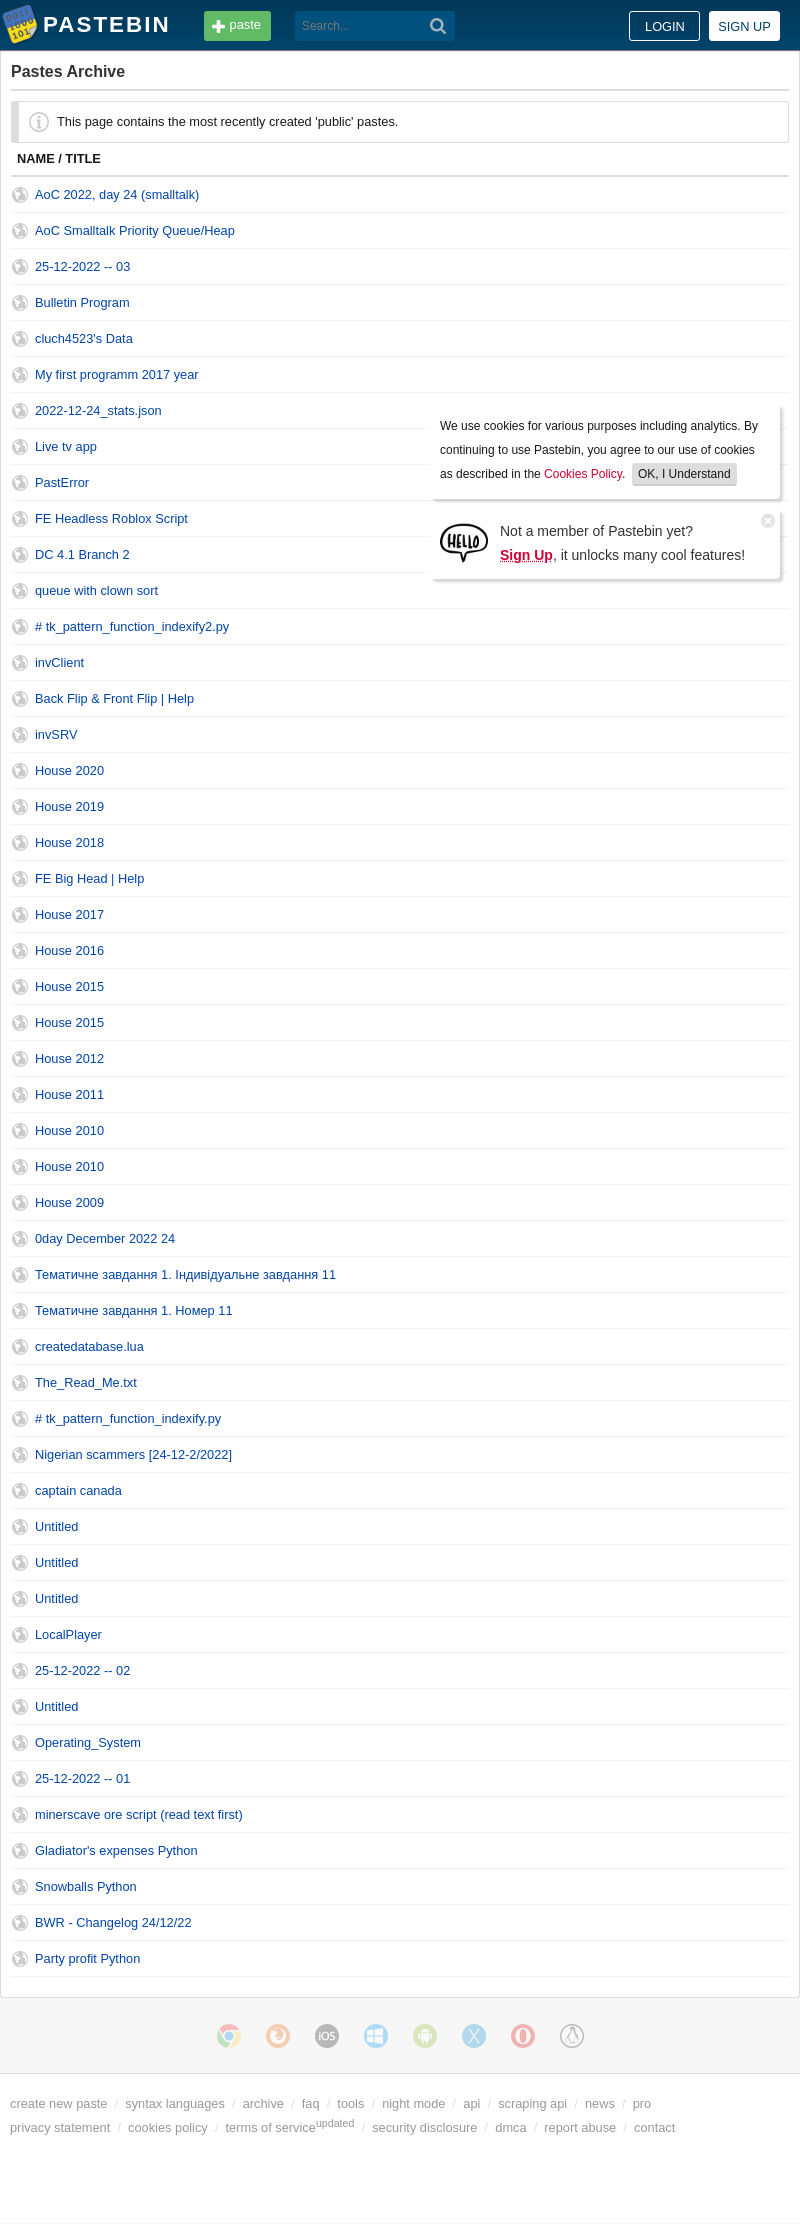 PASTEBIN
paste
Search...
LOGIN
SIGN UP
Pastes Archive
This page contains the most recently created 'public' pastes.
NAME / TITLE
AoC 2022, day 24 (smalltalk)
AoC Smalltalk Priority Queue/Heap
25-12-2022 -- 03
Bulletin Program
cluch4523's Data
My first programm 2017 year
2022-12-24_stats.json
Live tv app
PastError
FE Headless Roblox Script
DC 4.1 Branch 2
We use cookies for various purposes including analytics. By
continuing to use Pastebin, you agree to our use of cookies
as described in the Cookies Policy. OK, I Understand
HELLO
Not a member of Pastebin yet?
Sign Up, it unlocks many cool features!
queue with clown sort
# tk_pattern_function_indexify2.py
invClient
Back Flip & Front Flip | Help
invSRV
House 2020
House 2019
House 2018
FE Big Head | Help
House 2017
House 2016
House 2015
House 2015
House 2012
House 2011
House 2010
House 2010
House 2009
0day December 2022 24
Тематичне завдання 1. Індивідуальне завдання 11
Тематичне завдання 1. Номер 11
createdatabase.lua
The_Read_Me.txt
# tk_pattern_function_indexify.py
Nigerian scammers [24-12-2/2022]
captain canada
Untitled
Untitled
Untitled
LocalPlayer
25-12-2022 -- 02
Untitled
Operating_System
25-12-2022 -- 01
minerscave ore script (read text first)
Gladiator's expenses Python
Snowballs Python
BWR - Changelog 24/12/22
Party profit Python
iOS
create new paste / syntax languages / archive / faq / tools / night mode / api / scraping api / news / pro
privacy statement / cookies policy / terms of service updated / security disclosure / dmca / report abuse / contact